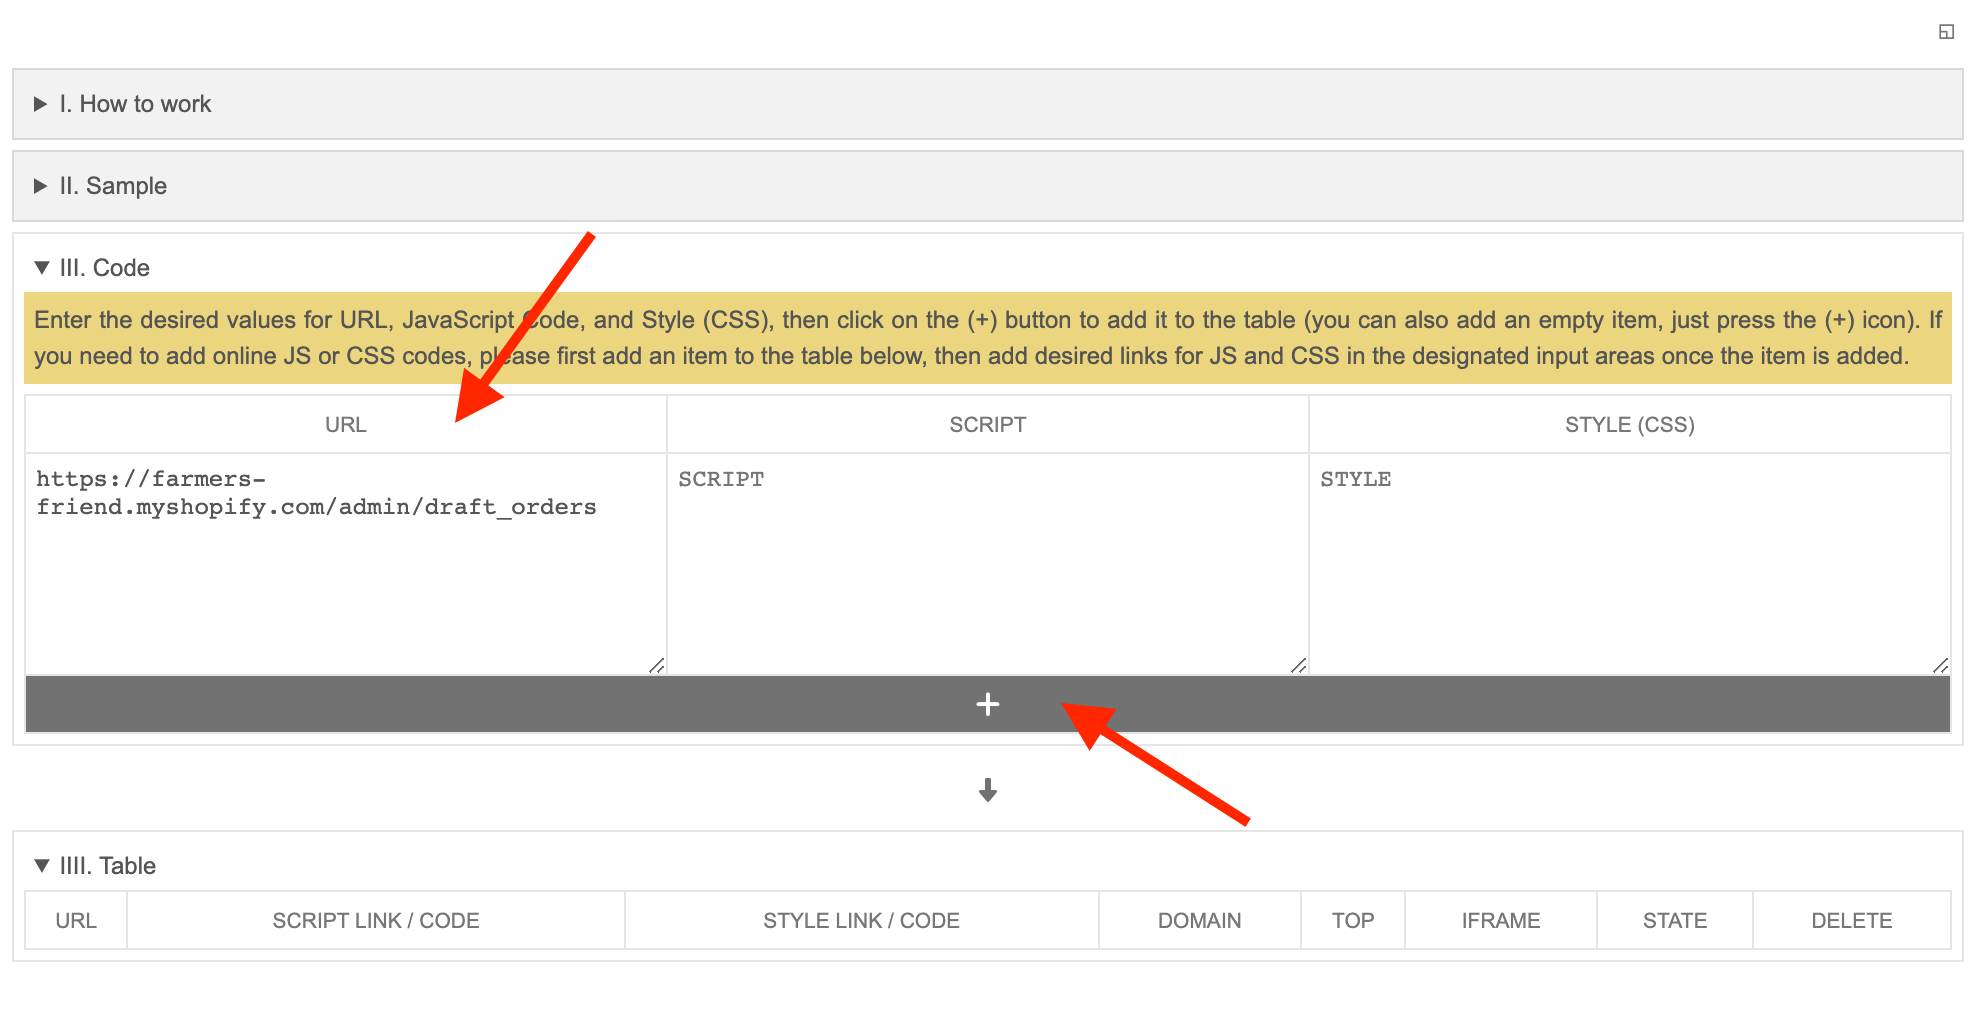 I. How to work
II. Sample
III. Code
Enter the desired values for URL, JavaScript Code, and Style (CSS), then click on the (+) button to add it to the table (you can also add an empty item, just press the (+) icon). If
you need to add online JS or CSS codes, please first add an item to the table below, then add desired links for JS and CSS in the designated input areas once the item is added.
URL SCRIPT STYLE (CSS)
https://farmers-
friend.myshopify.com/admin/draft_orders
SCRIPT
STYLE
+
IIII. Table
URL SCRIPT LINK / CODE STYLE LINK / CODE DOMAIN TOP IFRAME STATE DELETE